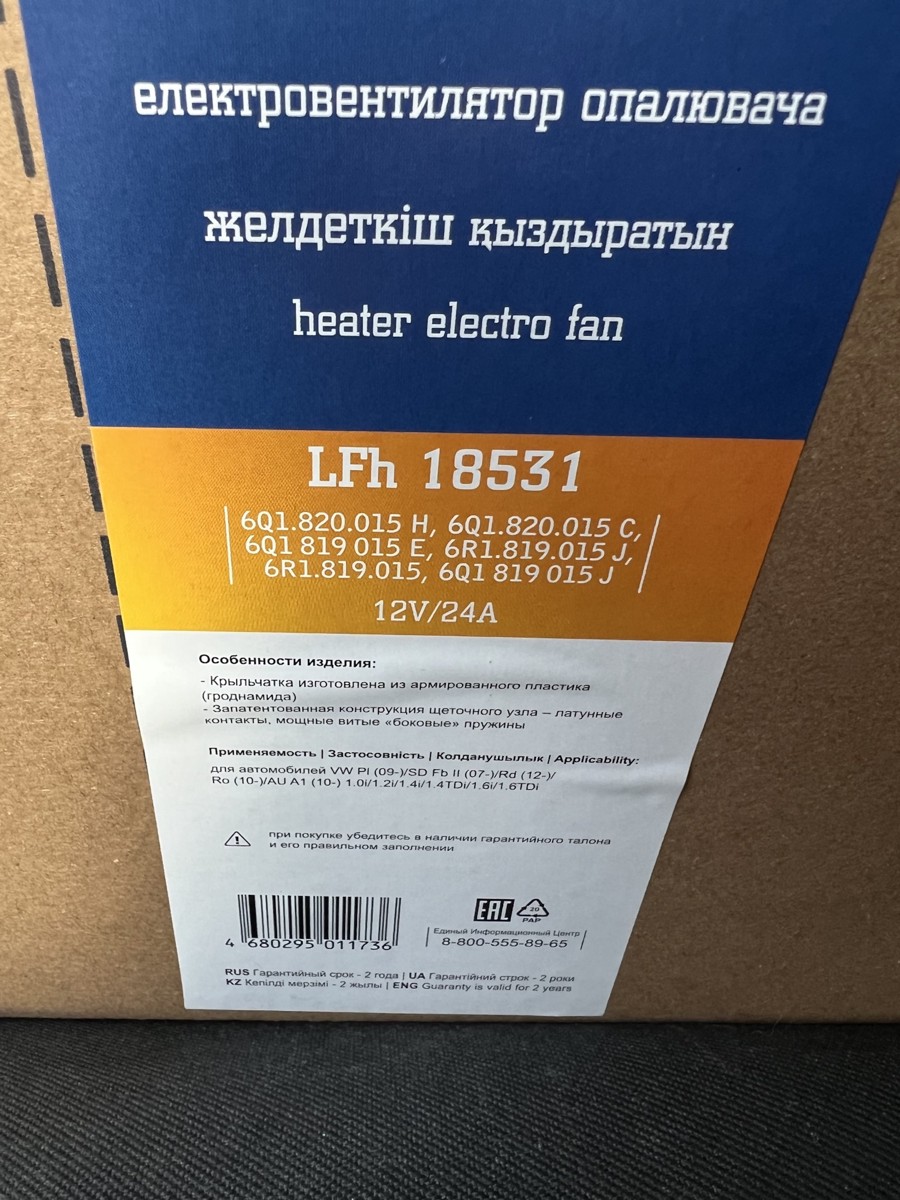 електровентилятор опалювача
желдеткіш қыздыратын
heater electro fan
LFh 18531
6Q1.820.015 H, 6Q1.820.015 C,
6Q1 819 015 E, 6R1.819.015 J,
6R1.819.015, 6Q1 819 015 J
12V/24A
Особенности изделия:
- Крыльчатка изготовлена из армированного пластика
(гроднамида)
- Запатентованная конструкция щеточного узла – латунные
контакты, мощные витые «боковые» пружины
Применяемость | Застосовність | Колданушылык | Applicability:
для автомобилей VW Pl (09-)/SD Fb II (07-)/Rd (12-)/
Ro (10-)/AU A1 (10-) 1.0i/1.2i/1.4i/1.4TDi/1.6i/1.6TDi
при покупке убедитесь в наличии гарантийного талона
и его правильном заполнении
EAC
20
PAP
Единый Информационный Центр
8-800-555-89-65
4 680295 011736
RUS Гарантийный срок - 2 года | UA Гарантійний строк - 2 роки
KZ Кепілді мерзімі - 2 жылы | ENG Guaranty is valid for 2 years